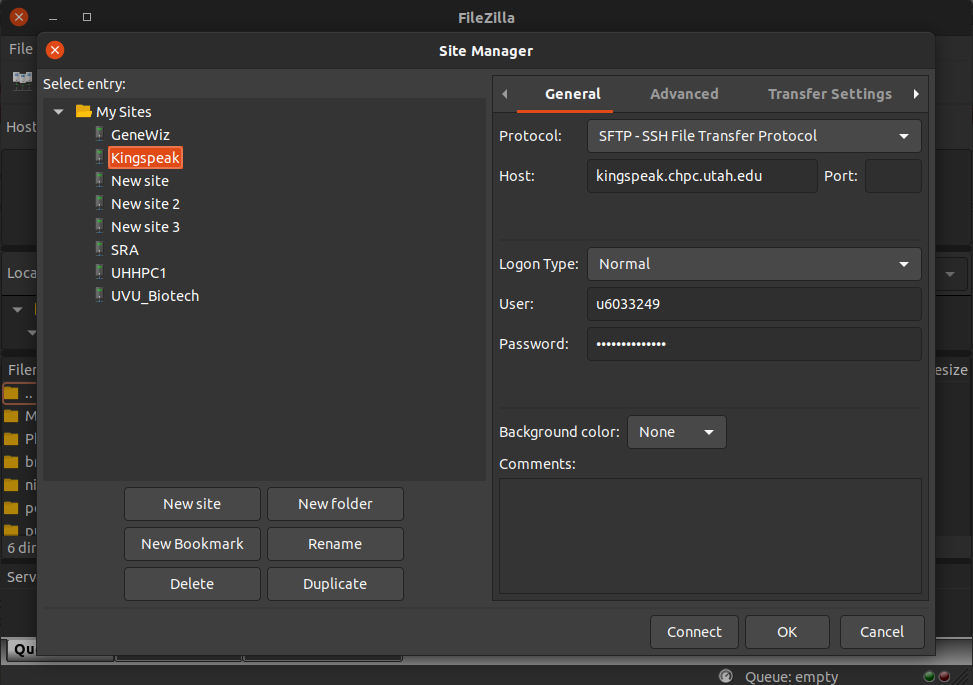 FileZilla
File
Site Manager
Select entry:
My Sites
GeneWiz
Kingspeak
New site
New site 2
New site 3
SRA
UHHPC1
UVU_Biotech
New site
New folder
New Bookmark
Rename
Delete
Duplicate
General
Advanced
Transfer Settings
Protocol:
SFTP - SSH File Transfer Protocol
Host:
kingspeak.chpc.utah.edu
Port:
Logon Type:
Normal
User:
u6033249
Password:
••••••••••••••
Background color:
None
Comments:
Connect
OK
Cancel
Host
Loca
Filen
esize
..
M
Pl
br
ni
pe
pu
6 dir
Serv
Qu
Queue: empty